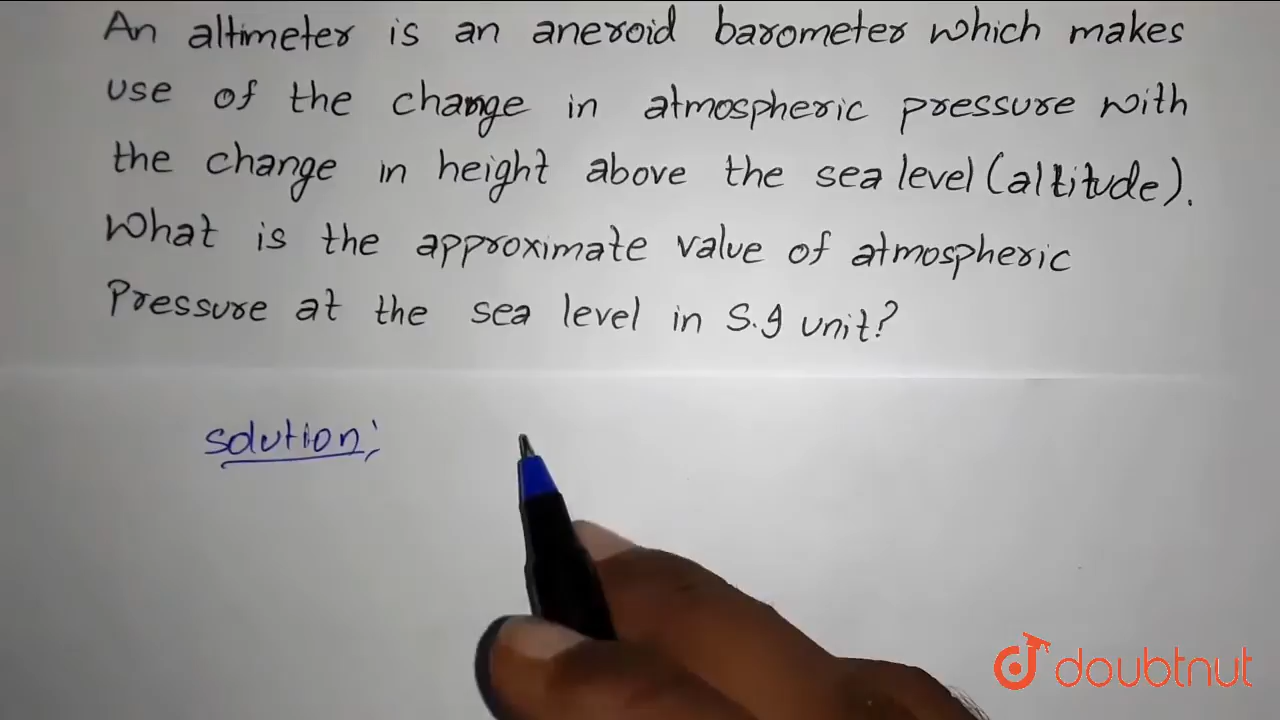 An altimeter is an aneroid barometer which makes
use of the change in atmospheric pressure with
the change in height above the sea level (altitude).
What is the approximate value of atmospheric
Pressure at the sea level in S.I unit?
Solution;
doubtnut